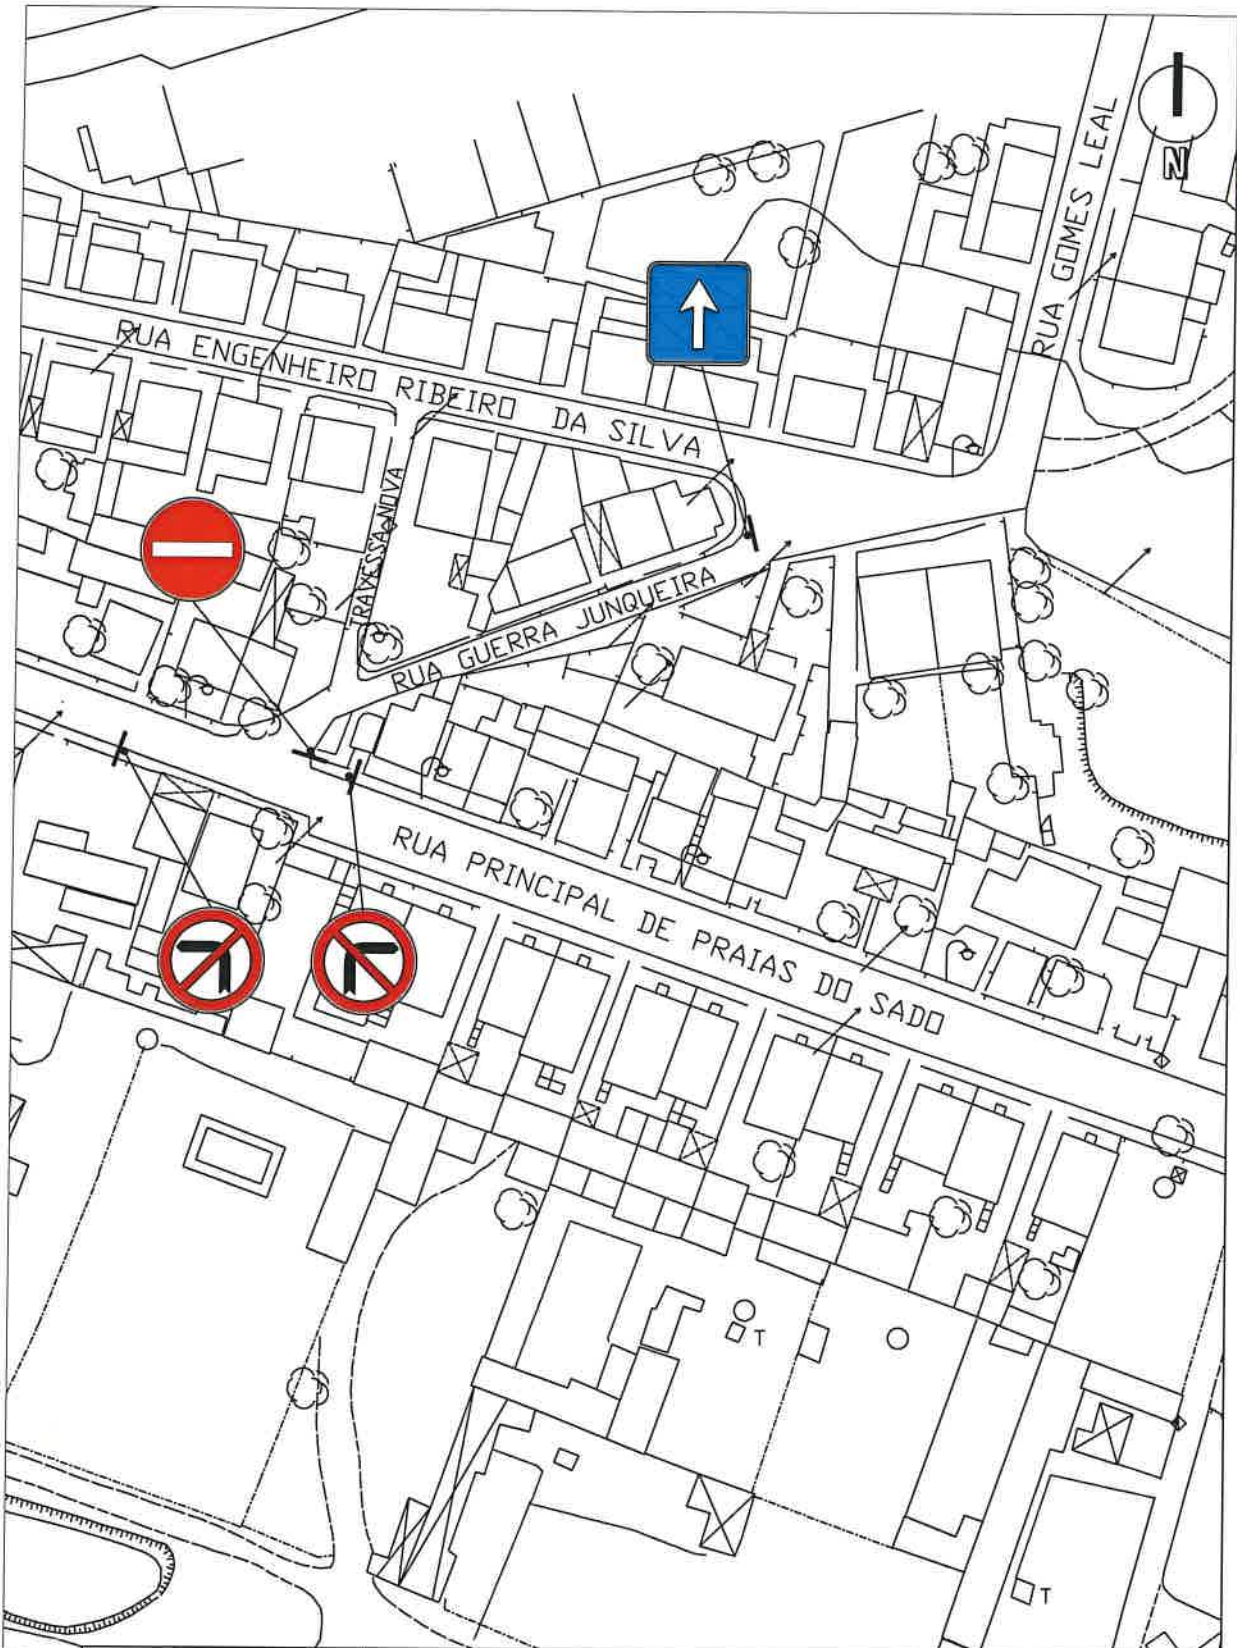 N
RUA GOMES LEAL
RUA ENGENHEIRO RIBEIRO DA SILVA
TRAVESSA NOVA
RUA GUERRA JUNQUEIRA
RUA PRINCIPAL DE PRAIAS DO SADO
T
T